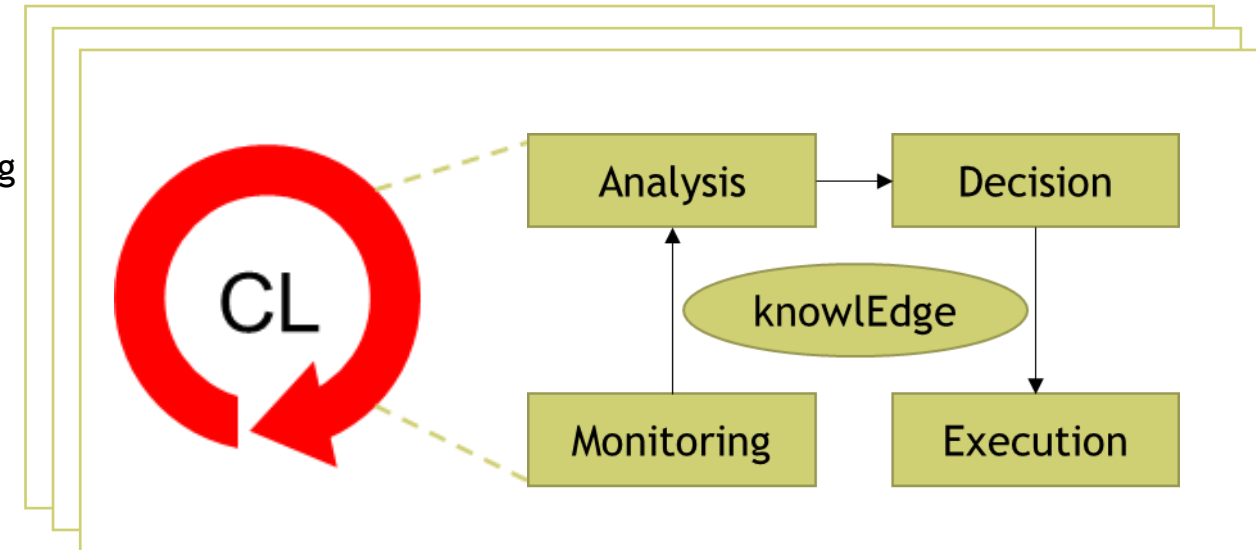 Analysis
Decision
CL
knowlEdge
Monitoring
Execution